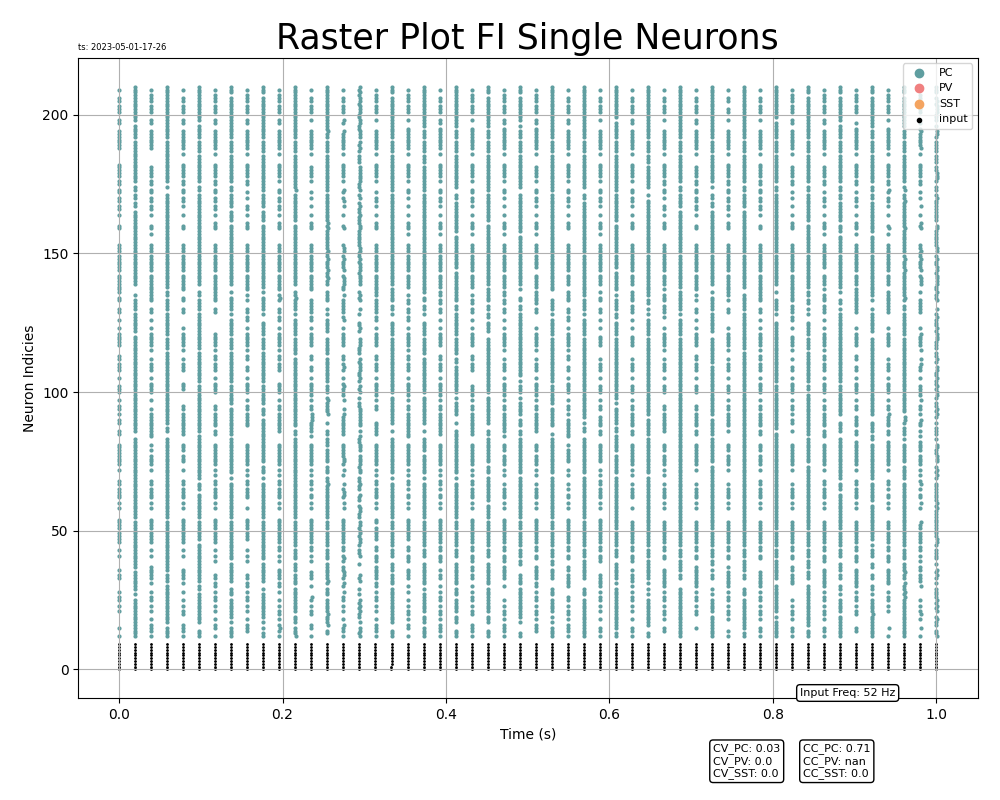 Raster Plot FI Single Neurons
ts: 2023-05-01-17-26
PC
PV
SST
input
200
150
100
50
0
Neuron Indicies
0.0 0.2 0.4 0.6 0.8 1.0
Time (s)
Input Freq: 52 Hz
CV_PC: 0.03
CV_PV: 0.0
CV_SST: 0.0
CC_PC: 0.71
CC_PV: nan
CC_SST: 0.0